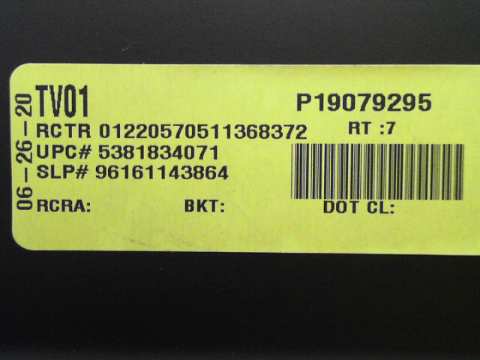 06-26-20
TV01
P19079295
RCTR 01220570511368372
RT :7
UPC# 5381834071
SLP# 96161143864
RCRA: BKT: DOT CL: